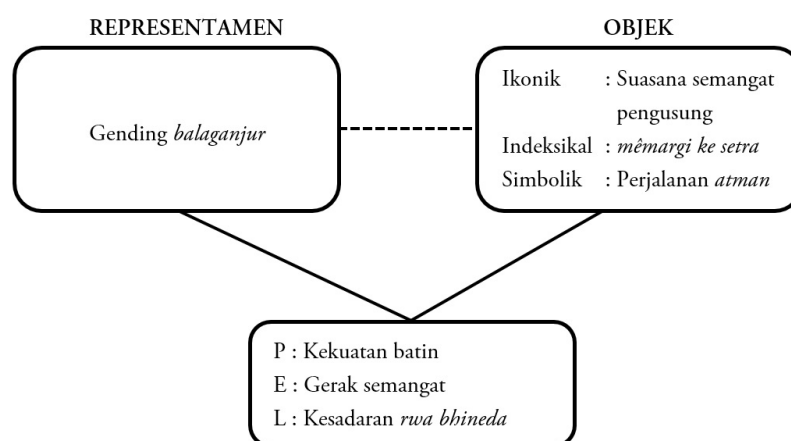 REPRESENTAMEN
Gending balaganjur
OBJEK
Ikonik : Suasana semangat
pengusung
Indeksikal : mêmargi ke setra
Simbolik : Perjalanan atman
P : Kekuatan batin
E : Gerak semangat
L : Kesadaran rwa bhineda